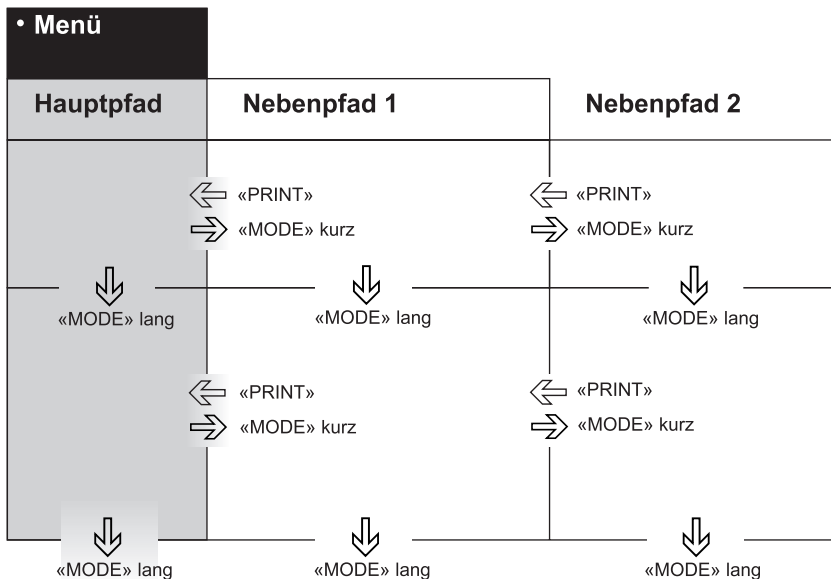 • Menü
Hauptpfad Nebenpfad 1 Nebenpfad 2
«PRINT» «PRINT»
«MODE» kurz «MODE» kurz
«MODE» lang «MODE» lang «MODE» lang
«PRINT» «PRINT»
«MODE» kurz «MODE» kurz
«MODE» lang «MODE» lang «MODE» lang